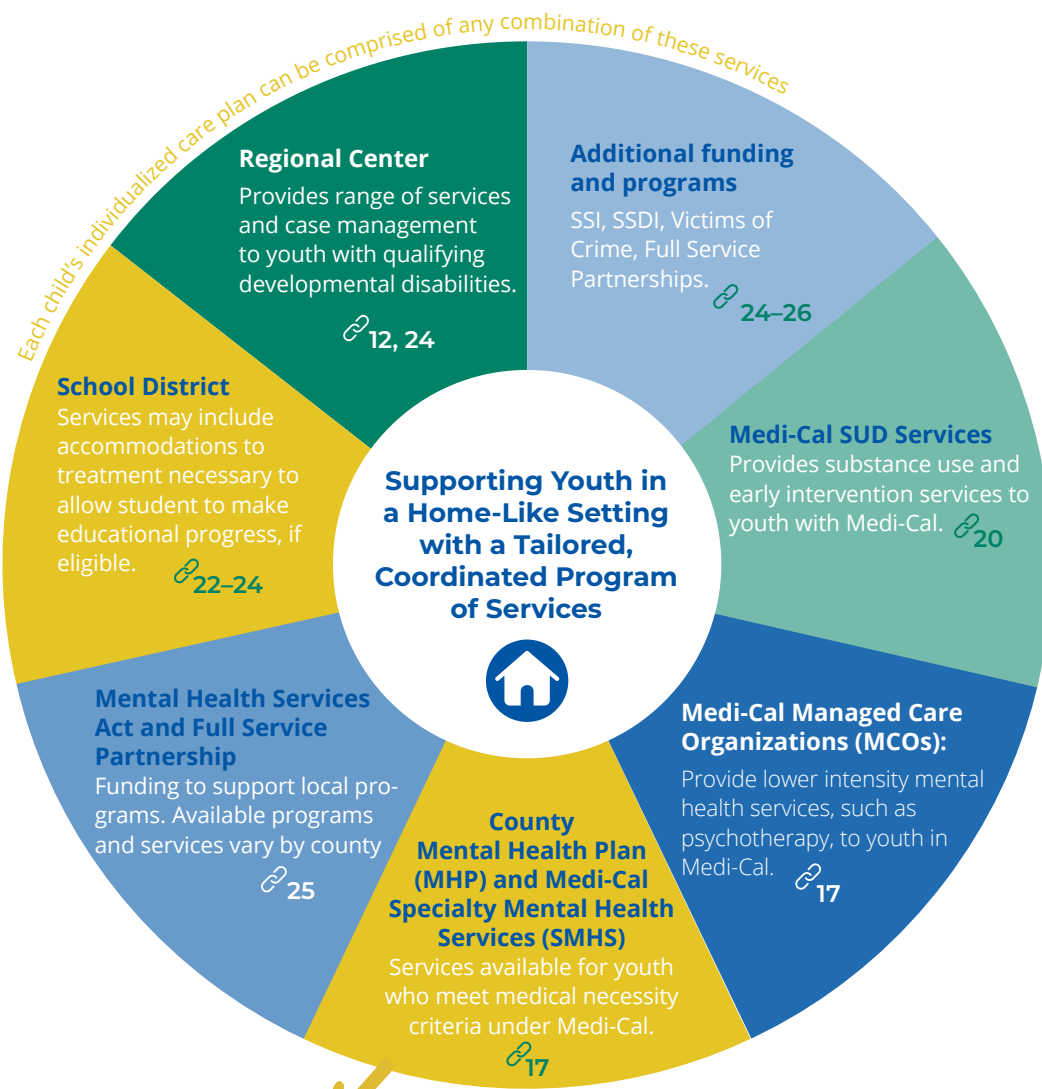 Each child's individualized care plan can be comprised of any combination of these services
Regional Center
Provides range of services
and case management
to youth with qualifying
developmental disabilities.
12, 24
Additional funding
and programs
SSI, SSDI, Victims of
Crime, Full Service
Partnerships.
24–26
School District
Services may include
accommodations to
treatment necessary to
allow student to make
educational progress, if
eligible.
22–24
Supporting Youth in
a Home-Like Setting
with a Tailored,
Coordinated Program
of Services
Medi-Cal SUD Services
Provides substance use and
early intervention services to
youth with Medi-Cal.
20
Mental Health Services
Act and Full Service
Partnership
Funding to support local pro-
grams. Available programs
and services vary by county
25
County
Mental Health Plan
(MHP) and Medi-Cal
Specialty Mental Health
Services (SMHS)
Services available for youth
who meet medical necessity
criteria under Medi-Cal.
17
Medi-Cal Managed Care
Organizations (MCOs):
Provide lower intensity mental
health services, such as
psychotherapy, to youth in
Medi-Cal.
17